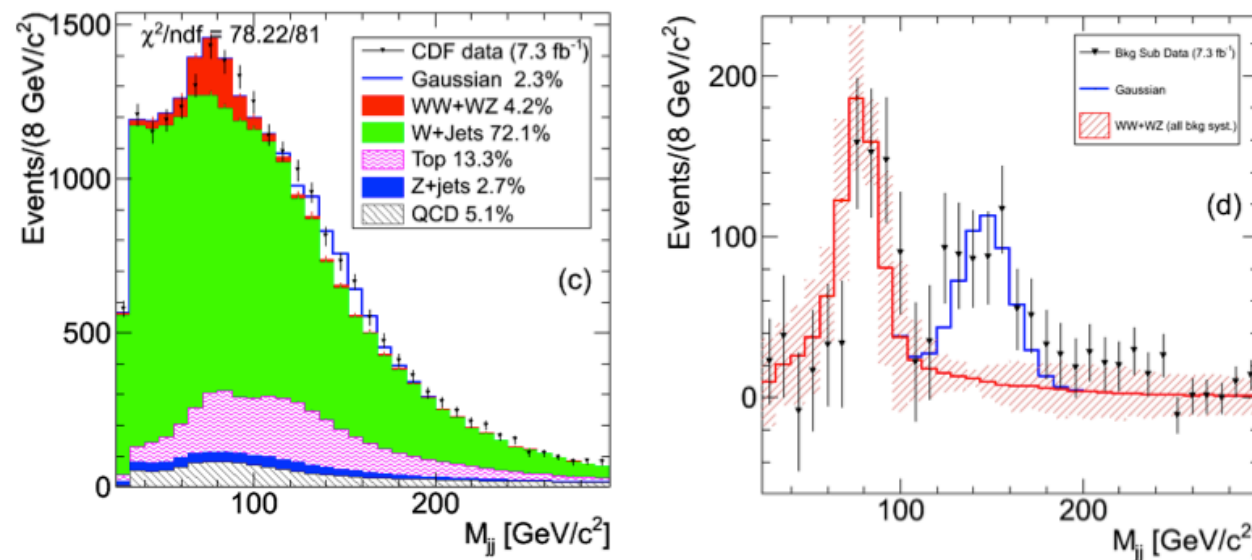 χ²/ndf = 78.22/81
CDF data (7.3 fb⁻¹)
Gaussian 2.3%
WW+WZ 4.2%
W+Jets 72.1%
Top 13.3%
Z+jets 2.7%
QCD 5.1%
(c)
Events/(8 GeV/c²)
1500
1000
500
0
100
200
M_jj [GeV/c²]
Bkg Sub Data (7.3 fb⁻¹)
Gaussian
WW+WZ (all bkg syst.)
(d)
Events/(8 GeV/c²)
200
100
0
100
200
M_jj [GeV/c²]